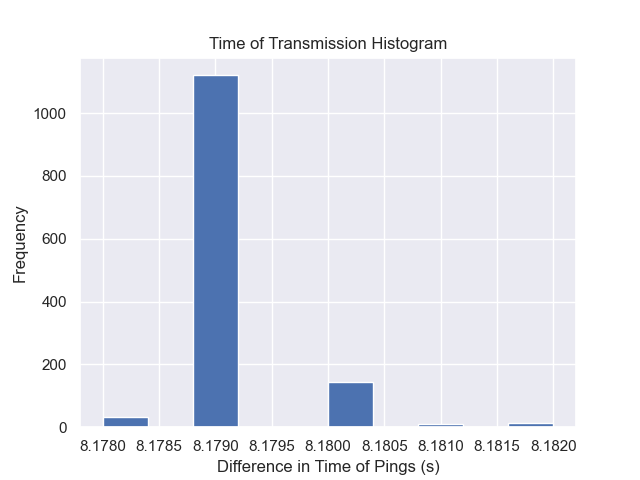 Time of Transmission Histogram
1000
800
600
400
200
0
Frequency
8.1780 8.1785 8.1790 8.1795 8.1800 8.1805 8.1810 8.1815 8.1820
Difference in Time of Pings (s)